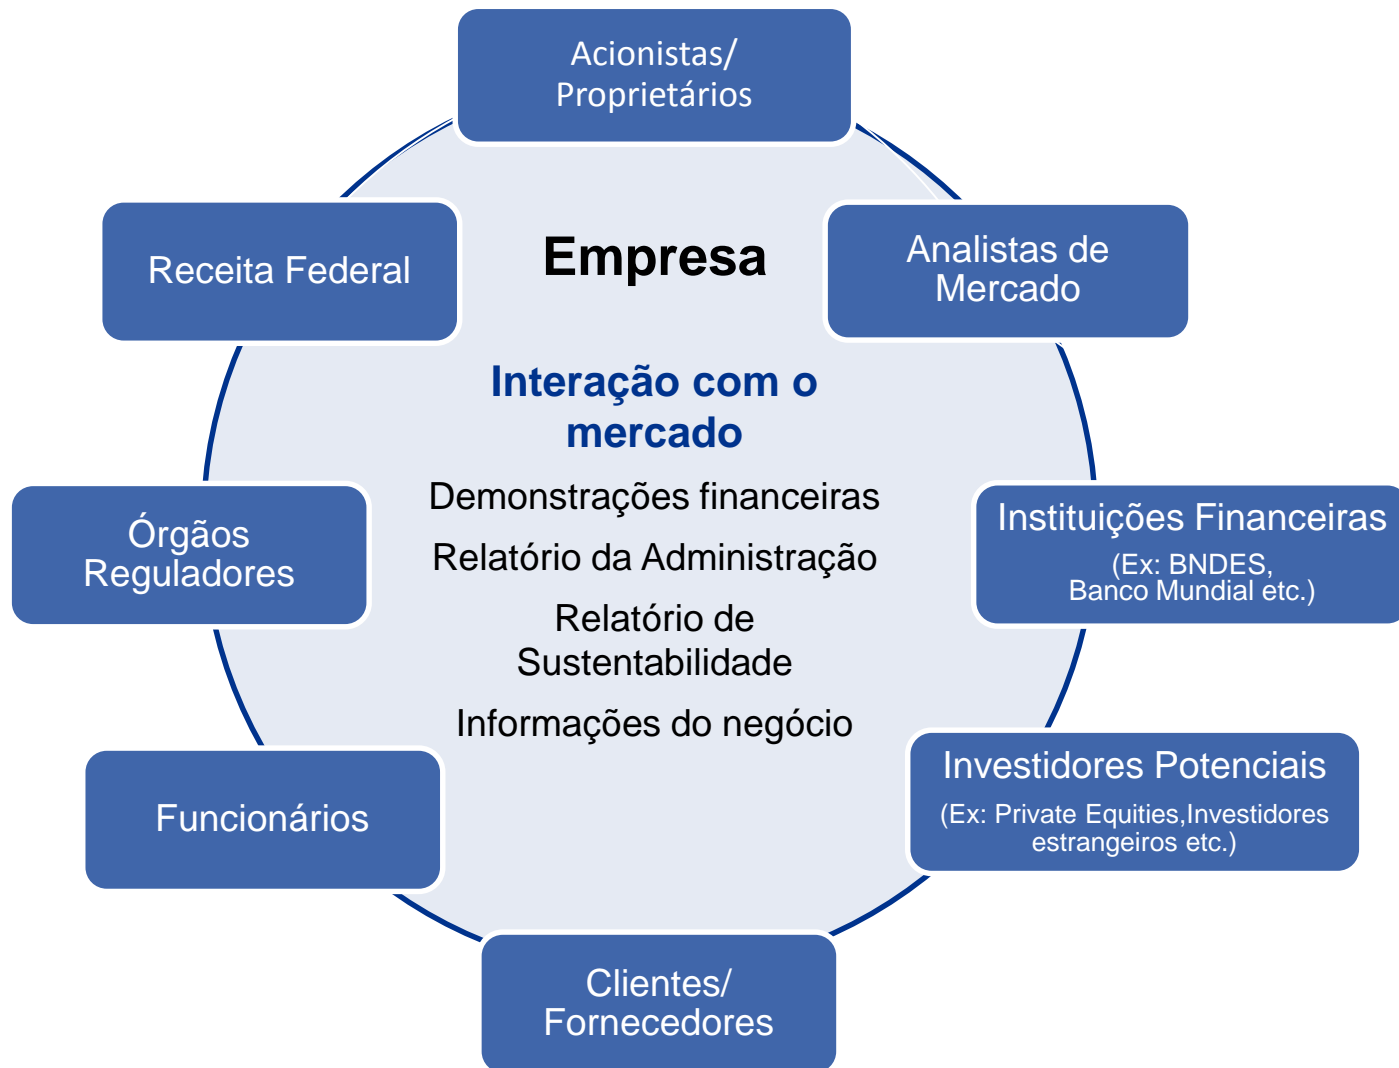 Acionistas/
Proprietários
Receita Federal
Empresa
Analistas de
Mercado
Interação com o
mercado
Demonstrações financeiras
Relatório da Administração
Relatório de
Sustentabilidade
Informações do negócio
Órgãos
Reguladores
Instituições Financeiras
(Ex: BNDES,
Banco Mundial etc.)
Funcionários
Investidores Potenciais
(Ex: Private Equities,Investidores
estrangeiros etc.)
Clientes/
Fornecedores